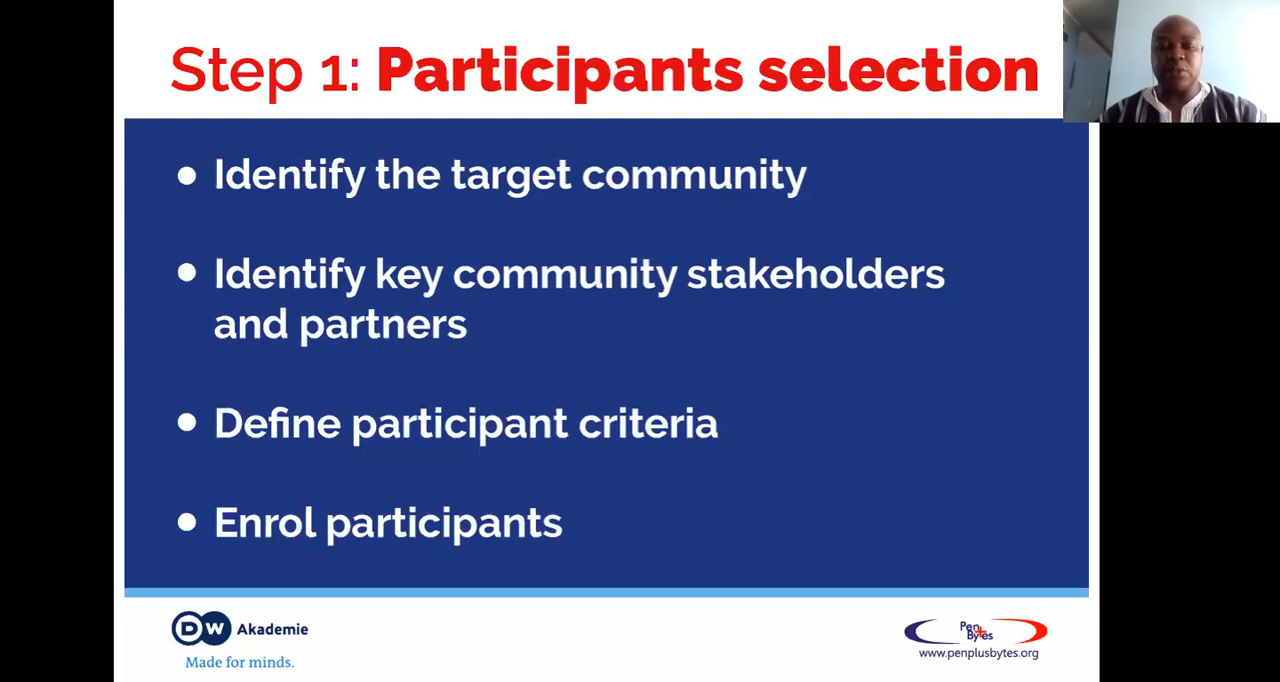 Step 1: Participants selection
• Identify the target community
• Identify key community stakeholders
and partners
• Define participant criteria
• Enrol participants
DW Akademie
Made for minds.
Pen
Bytes
www.penplusbytes.org